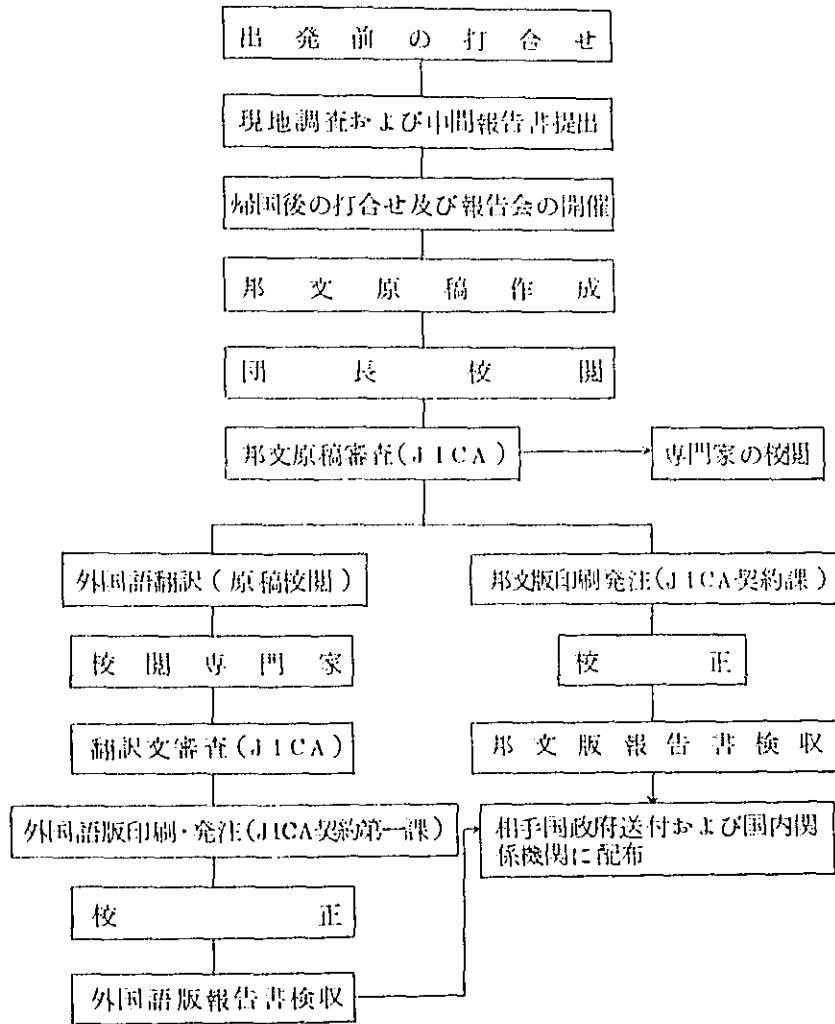 出発前の打合せ
現地調査および中間報告書提出
帰国後の打合せ及び報告会の開催
邦文原稿作成
団長校閲
邦文原稿審査(JICA)
専門家の校閲
外国語翻訳(原稿校閲)
校閲専門家
翻訳文審査(JICA)
外国語版印刷・発注(JICA契約第一課)
校正
外国語版報告書検収
邦文版印刷発注(JICA契約課)
校正
邦文版報告書検収
相手国政府送付および国内関
係機関に配布